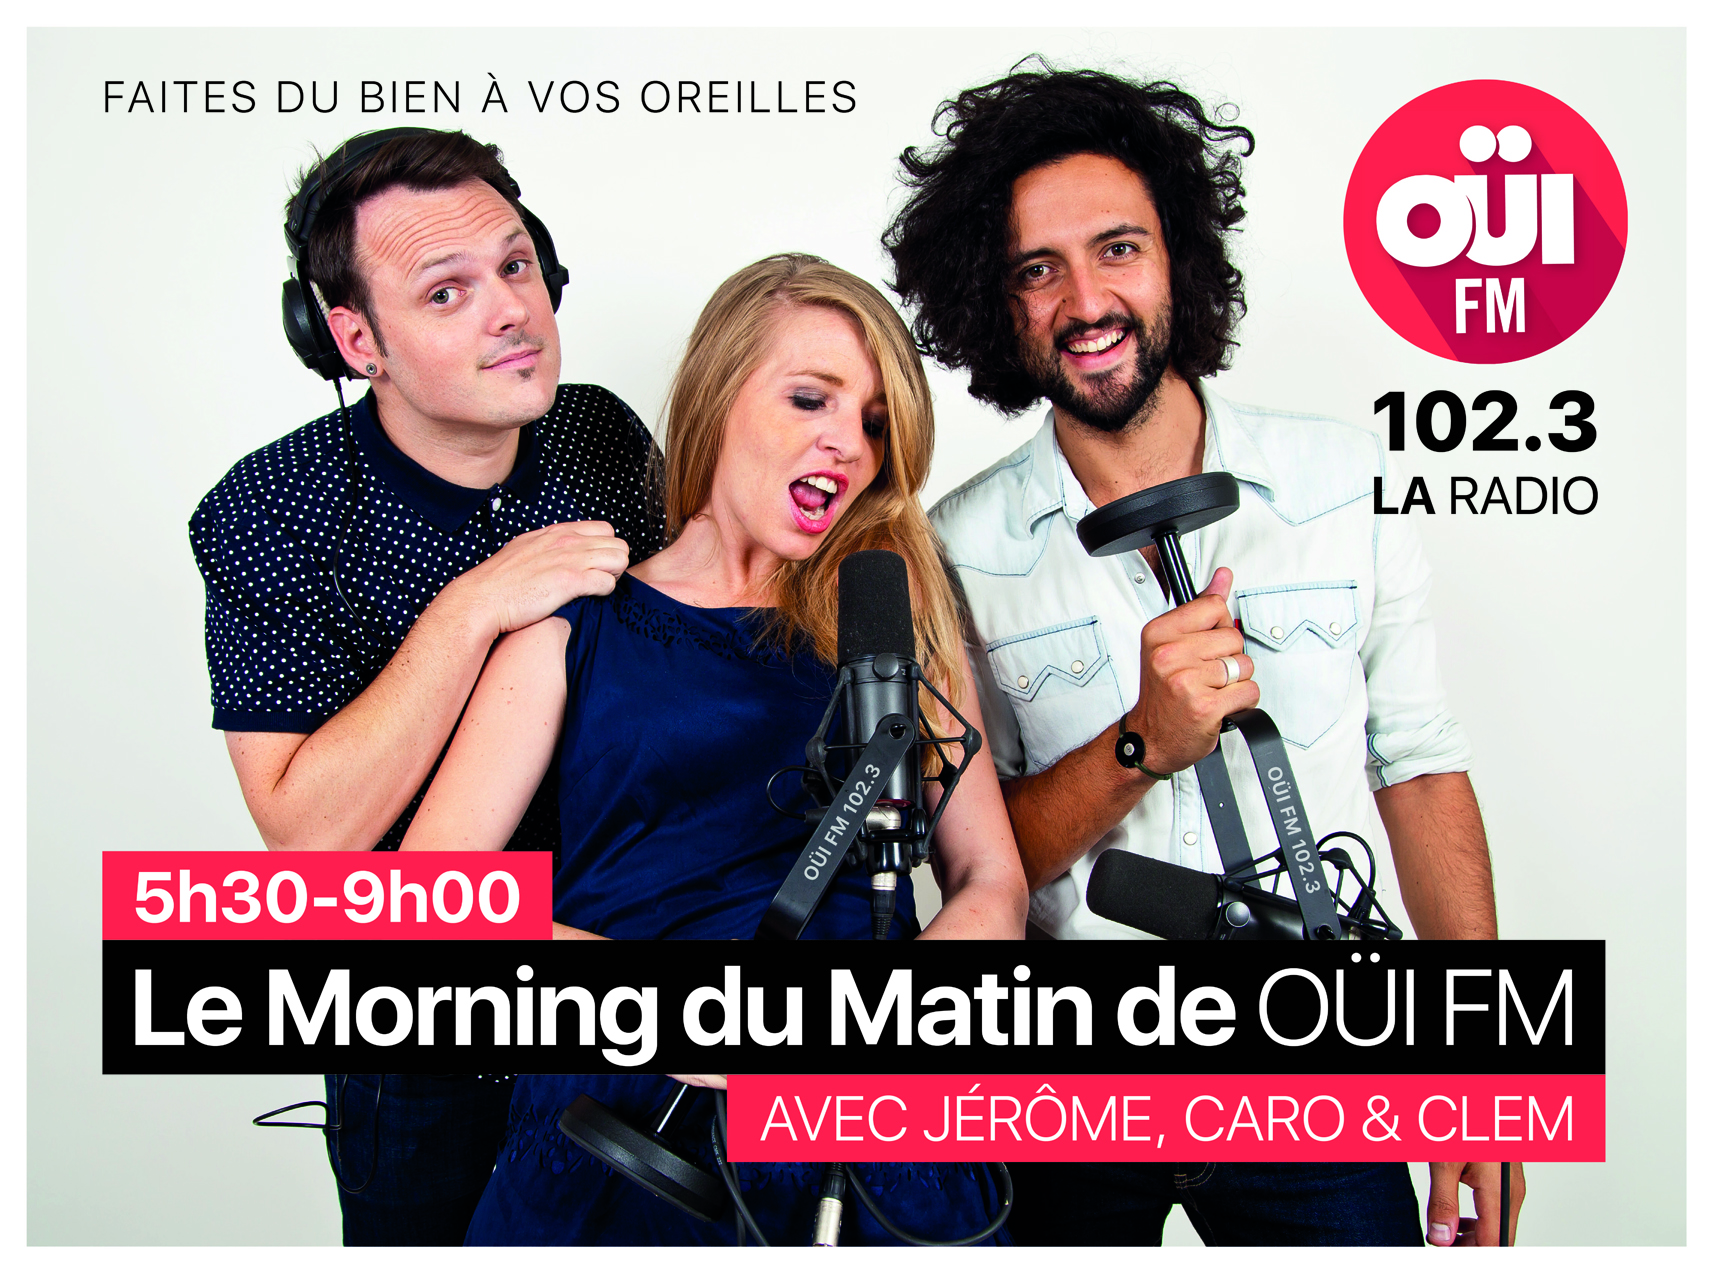 FAITES DU BIEN À VOS OREILLES
OÜI
FM
102.3
LA RADIO
OÜI FM 102.3
OÜI FM 102.3
5h30-9h00
Le Morning du Matin de OÜI FM
AVEC JÉRÔME, CARO & CLEM